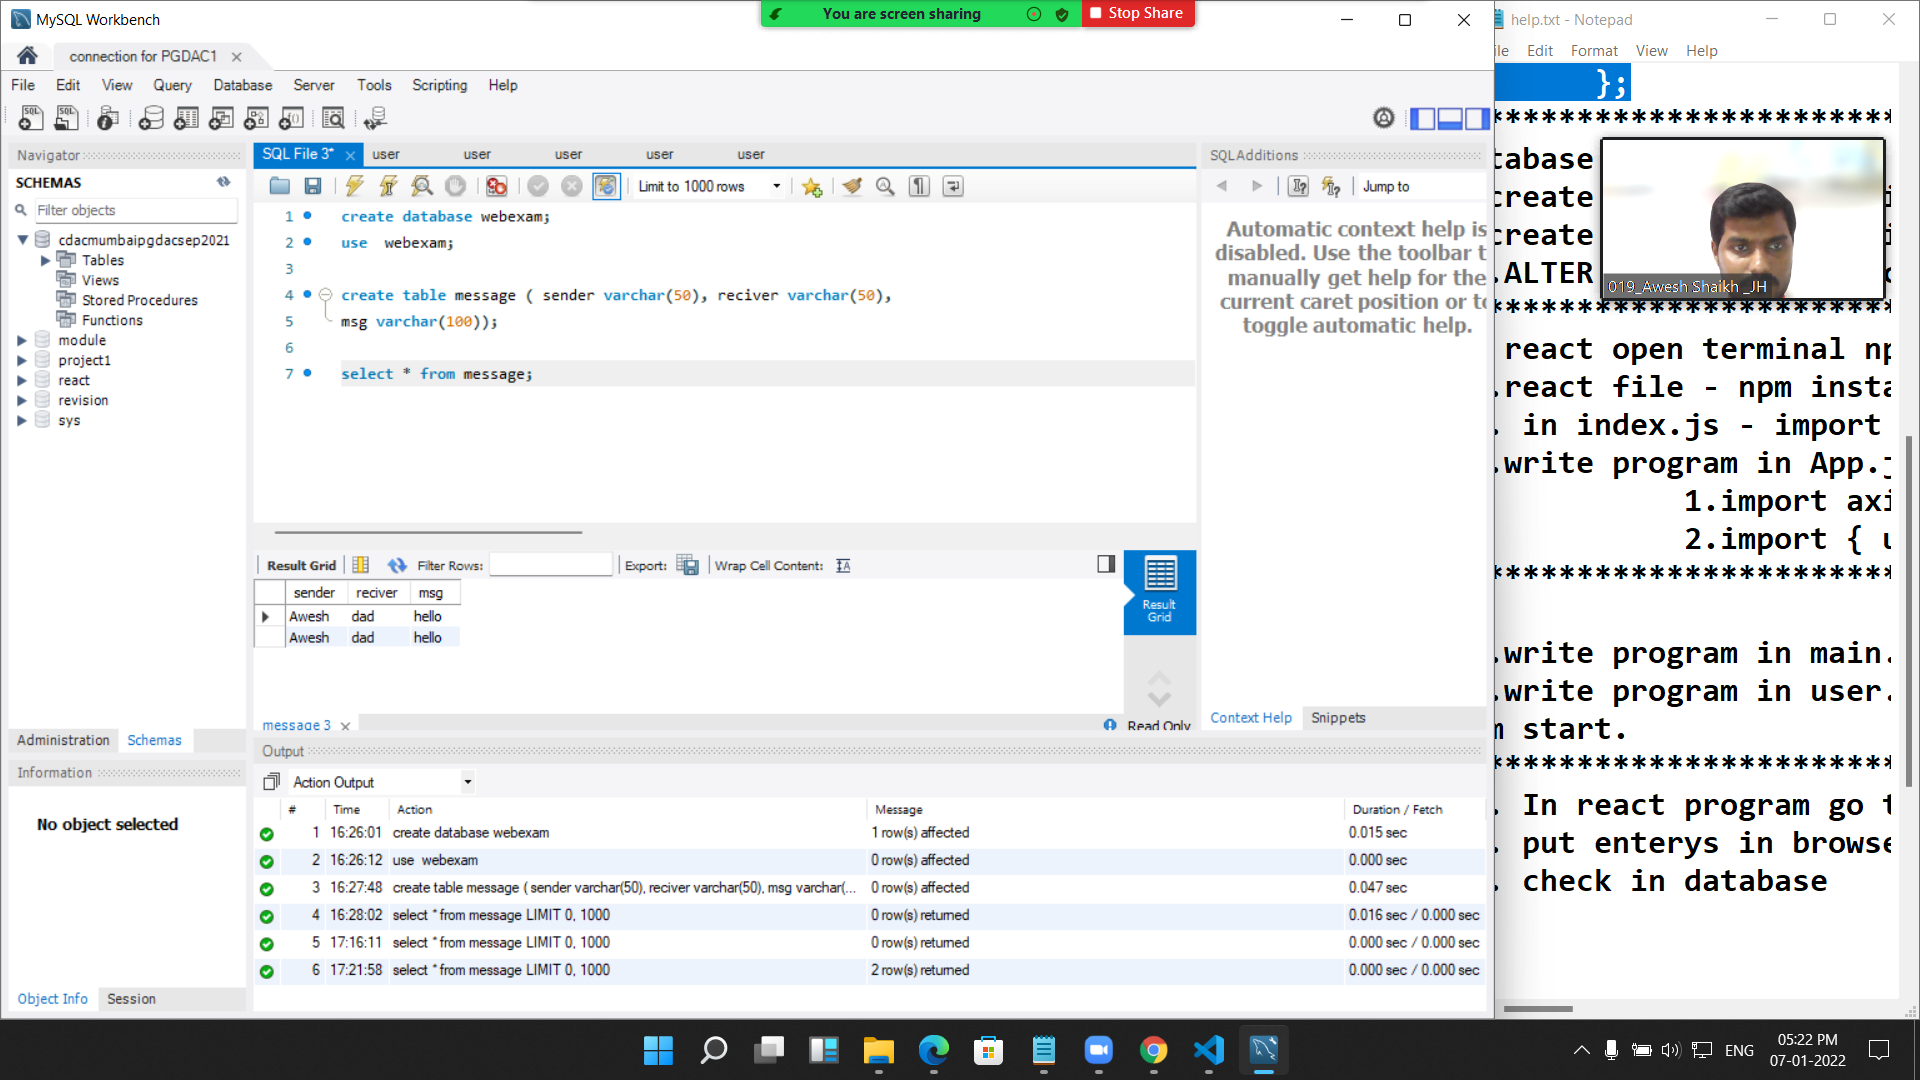 MySQL Workbench
You are screen sharing
Stop Share
help.txt - Notepad
connection for PGDAC1
File Edit View Query Database Server Tools Scripting Help
Edit Format View Help
Navigator
SCHEMAS
Filter objects
cdacmumbaipgdacsep2021
Tables
Views
Stored Procedures
Functions
module
project1
react
revision
sys
Administration Schemas
Information
No object selected
Object Info Session
SQL File 3* user user user user user
Limit to 1000 rows
1 create database webexam;
2 use webexam;
3
4 create table message ( sender varchar(50), reciver varchar(50),
5 msg varchar(100));
6
7 select * from message;
Result Grid Filter Rows: Export: Wrap Cell Content:
sender reciver msg
Awesh dad hello
Awesh dad hello
Result Grid
message 3
Read Only
SQLAdditions
Jump to
Automatic context help is
disabled. Use the toolbar t
manually get help for the
current caret position or to
toggle automatic help.
Context Help Snippets
Output
Action Output
# Time Action Message Duration / Fetch
1 16:26:01 create database webexam 1 row(s) affected 0.015 sec
2 16:26:12 use webexam 0 row(s) affected 0.000 sec
3 16:27:48 create table message ( sender varchar(50), reciver varchar(50), msg varchar(... 0 row(s) affected 0.047 sec
4 16:28:02 select * from message LIMIT 0, 1000 0 row(s) returned 0.016 sec / 0.000 sec
5 17:16:11 select * from message LIMIT 0, 1000 0 row(s) returned 0.000 sec / 0.000 sec
6 17:21:58 select * from message LIMIT 0, 1000 2 row(s) returned 0.000 sec / 0.000 sec
};
**********************
tabase
create
create
.ALTER
019_Awesh Shaikh _JH
**********************
react open terminal np
.react file - npm insta
. in index.js - import
.write program in App.j
1.import axi
2.import { u
**********************
.write program in main.
.write program in user.
m start.
**********************
. In react program go t
. put enterys in browse
. check in database
ENG
05:22 PM
07-01-2022